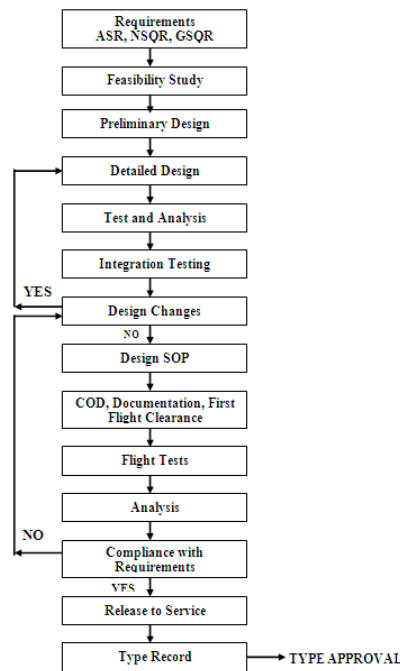 Requirements
ASR, NSQR, GSQR
Feasibility Study
Preliminary Design
Detailed Design
Test and Analysis
Integration Testing
YES
Design Changes
NO
Design SOP
COD, Documentation, First
Flight Clearance
Flight Tests
Analysis
NO
Compliance with
Requirements
YES
Release to Service
Type Record
TYPE APPROVAL